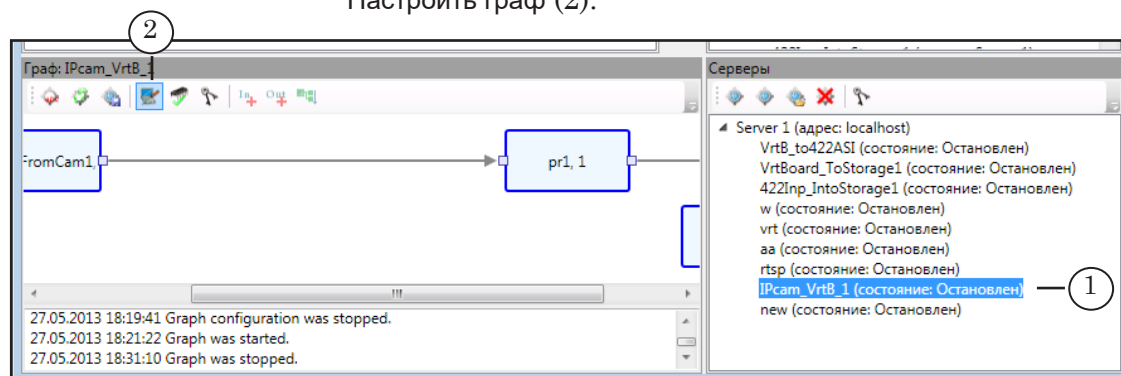 Настроить граф (2).
2
Граф: IPcam_VrtB_1
In
Out
FromCam1,
pr1, 1
27.05.2013 18:19:41 Graph configuration was stopped.
27.05.2013 18:21:22 Graph was started.
27.05.2013 18:31:10 Graph was stopped.
Серверы
Server 1 (адрес: localhost)
VrtB_to422ASI (состояние: Остановлен)
VrtBoard_ToStorage1 (состояние: Остановлен)
422Inp_IntoStorage1 (состояние: Остановлен)
w (состояние: Остановлен)
vrt (состояние: Остановлен)
aa (состояние: Остановлен)
rtsp (состояние: Остановлен)
IPcam_VrtB_1 (состояние: Остановлен)
1
new (состояние: Остановлен)